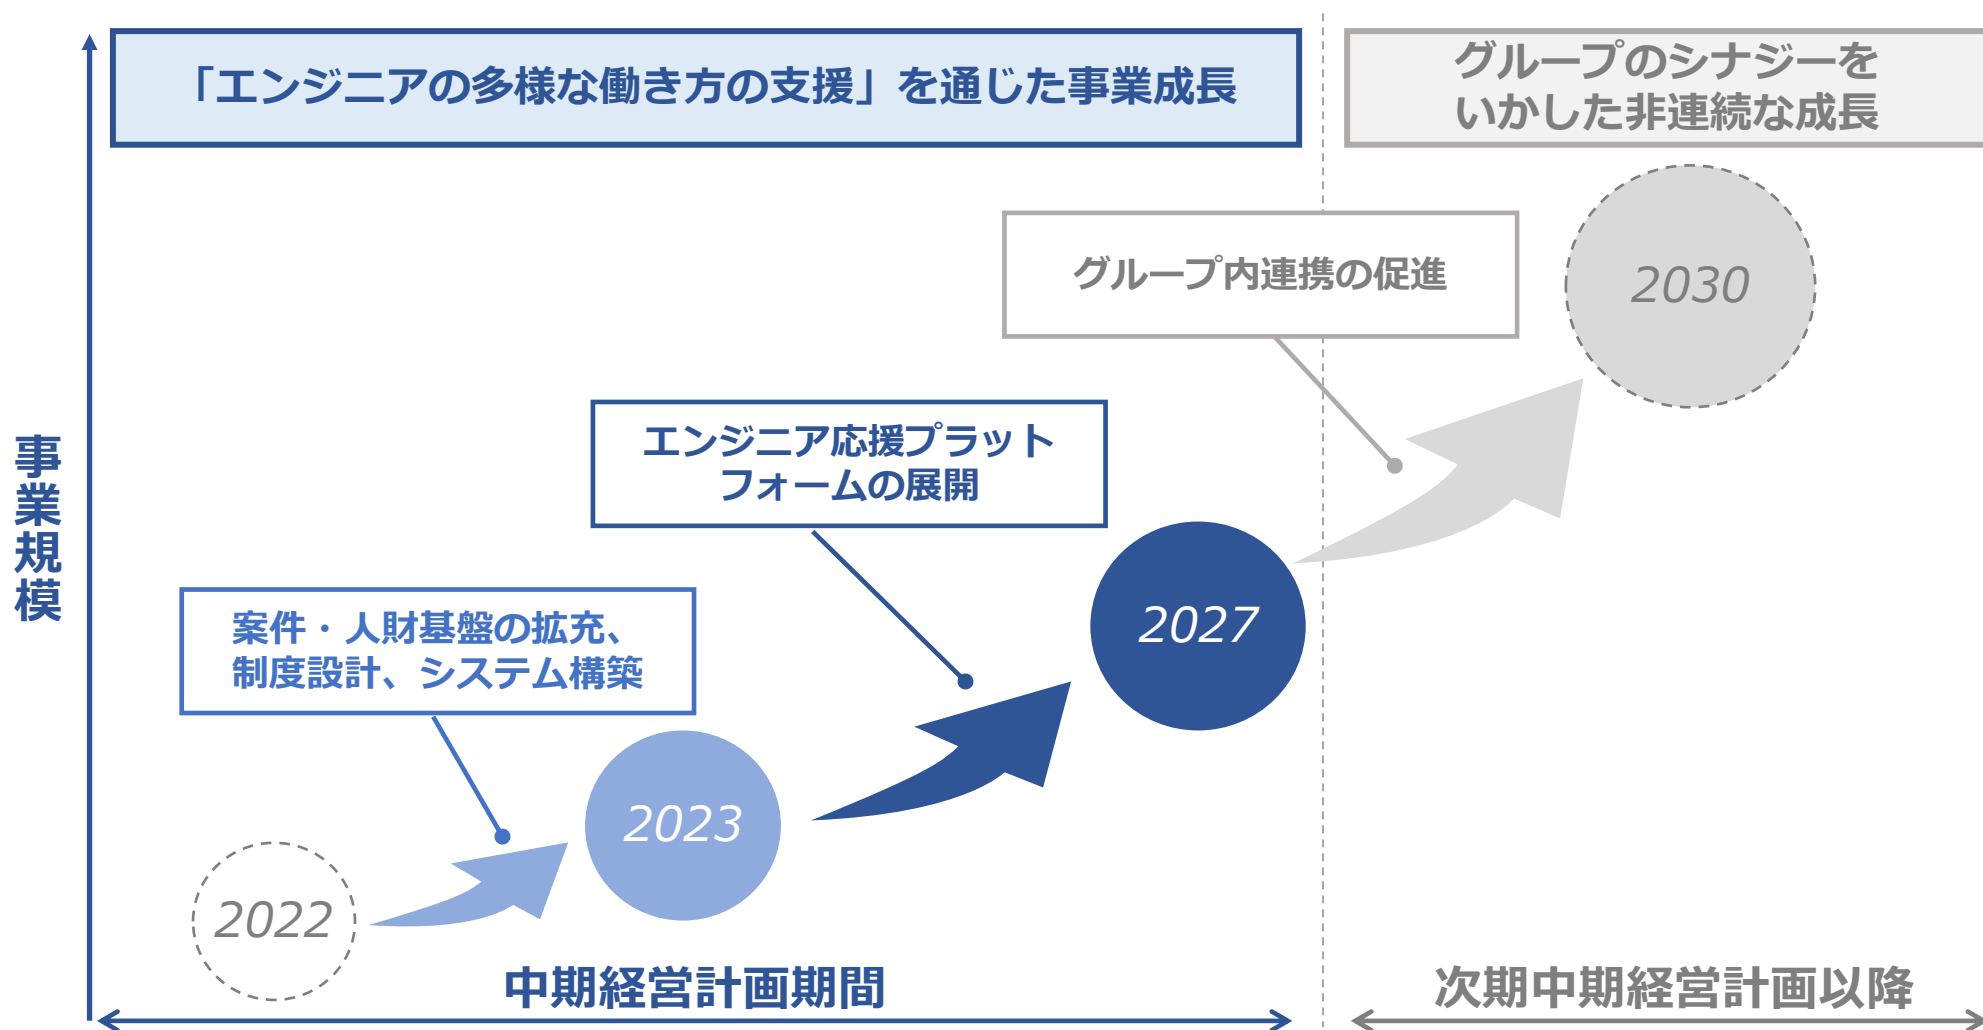 「エンジニアの多様な働き方の支援」を通じた事業成長
グループのシナジーを
いかした非連続な成長
グループ内連携の促進
2030
エンジニア応援プラット
フォームの展開
事業規模
案件・人財基盤の拡充、
制度設計、システム構築
2027
2023
2022
中期経営計画期間
次期中期経営計画以降